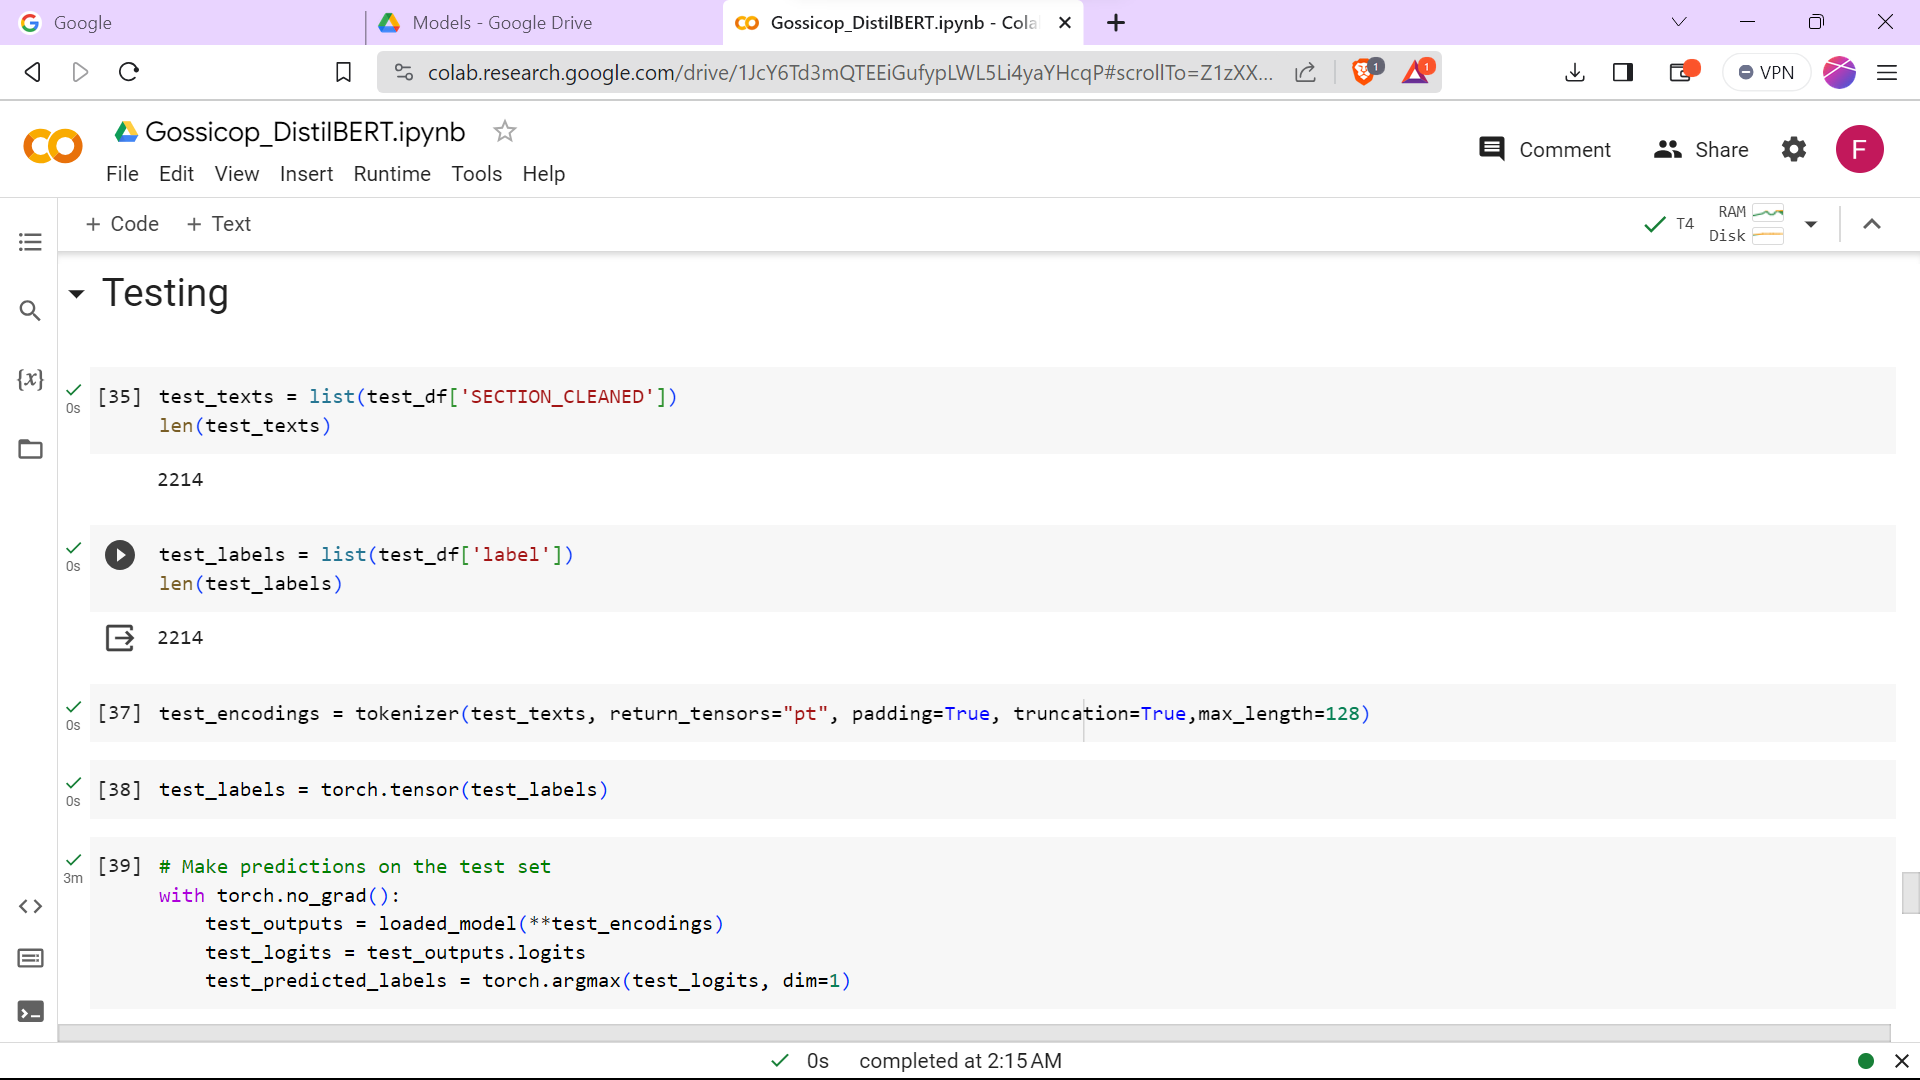 Google
Models - Google Drive
Gossicop_DistilBERT.ipynb - Cola
colab.research.google.com/drive/1JcY6Td3mQTEEiGufypLWL5Li4yaYHcqP#scrollTo=Z1zXX...
1
1
VPN
Gossicop_DistilBERT.ipynb
File Edit View Insert Runtime Tools Help
Comment
Share
F
+ Code + Text
T4
RAM
Disk
Testing
{x}
0s
[35] test_texts = list(test_df['SECTION_CLEANED'])
len(test_texts)
2214
0s
test_labels = list(test_df['label'])
len(test_labels)
2214
0s
[37] test_encodings = tokenizer(test_texts, return_tensors="pt", padding=True, truncation=True,max_length=128)
0s
[38] test_labels = torch.tensor(test_labels)
3m
[39] # Make predictions on the test set
with torch.no_grad():
test_outputs = loaded_model(**test_encodings)
test_logits = test_outputs.logits
test_predicted_labels = torch.argmax(test_logits, dim=1)
0s completed at 2:15 AM